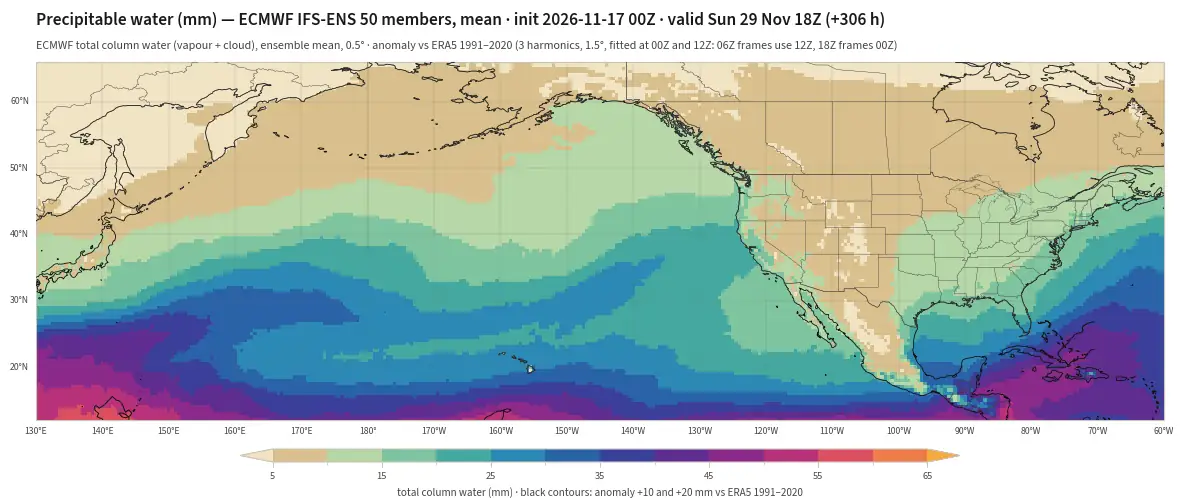 Precipitable water (mm) — ECMWF IFS-ENS 50 members, mean · init 2026-11-17 00Z · valid Sun 29 Nov 18Z (+306 h)
ECMWF total column water (vapour + cloud), ensemble mean, 0.5° · anomaly vs ERA5 1991–2020 (3 harmonics, 1.5°, fitted at 00Z and 12Z: 06Z frames use 12Z, 18Z frames 00Z)
60°N
50°N
40°N
30°N
20°N
130°E 140°E 150°E 160°E 170°E 180° 170°W 160°W 150°W 140°W 130°W 120°W 110°W 100°W 90°W 80°W 70°W 60°W
5 15 25 35 45 55 65
total column water (mm) · black contours: anomaly +10 and +20 mm vs ERA5 1991–2020